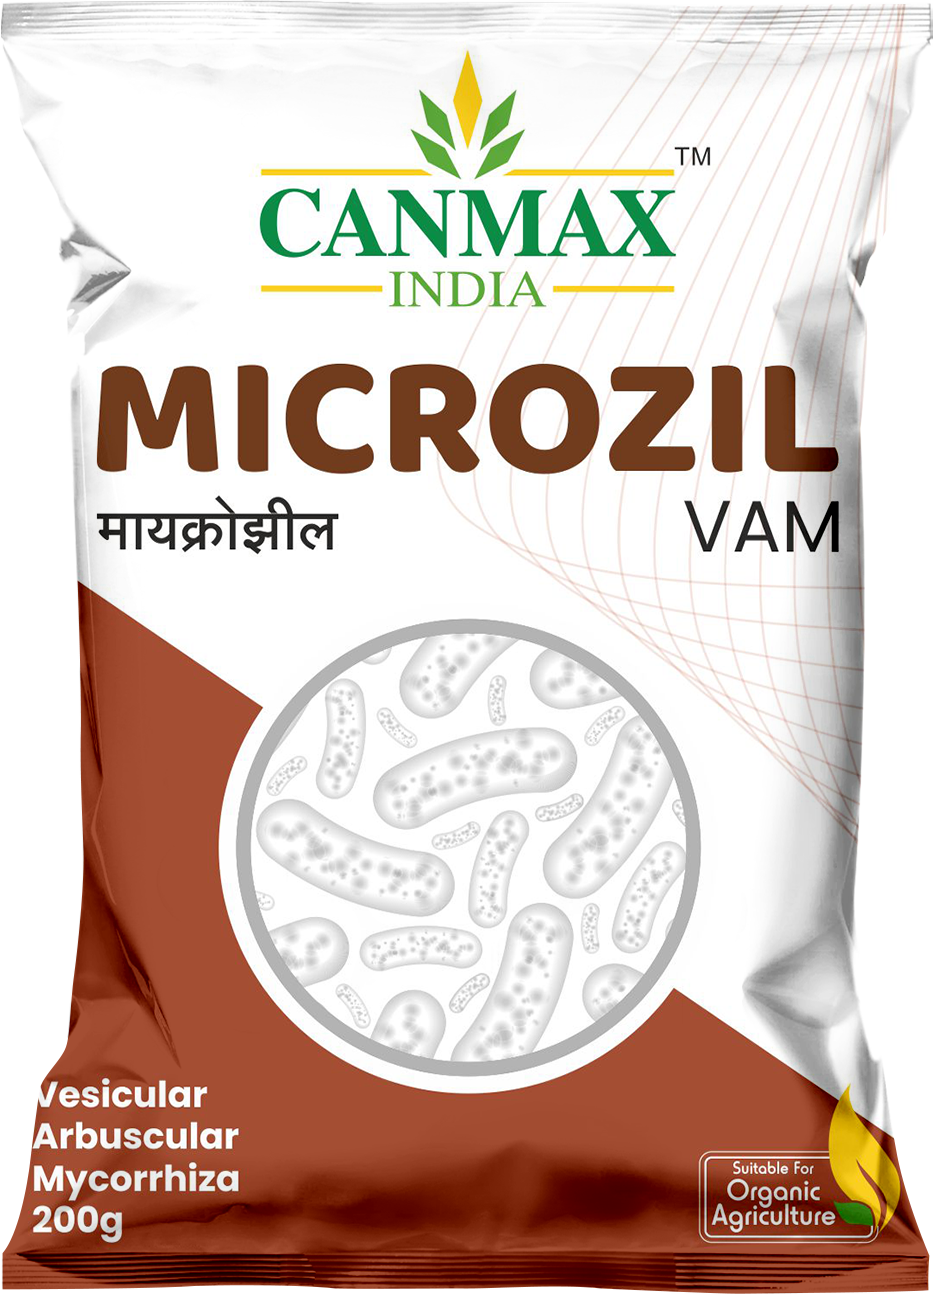 TM
CANMAX
INDIA
MICROZIL
मायक्रोझील
VAM
Vesicular
Arbuscular
Mycorrhiza
200g
Suitable For
Organic
Agriculture